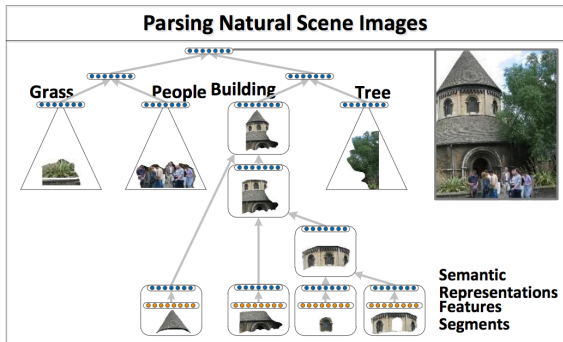 Parsing Natural Scene Images
Grass
People
Building
Tree
Semantic
Representations
Features
Segments